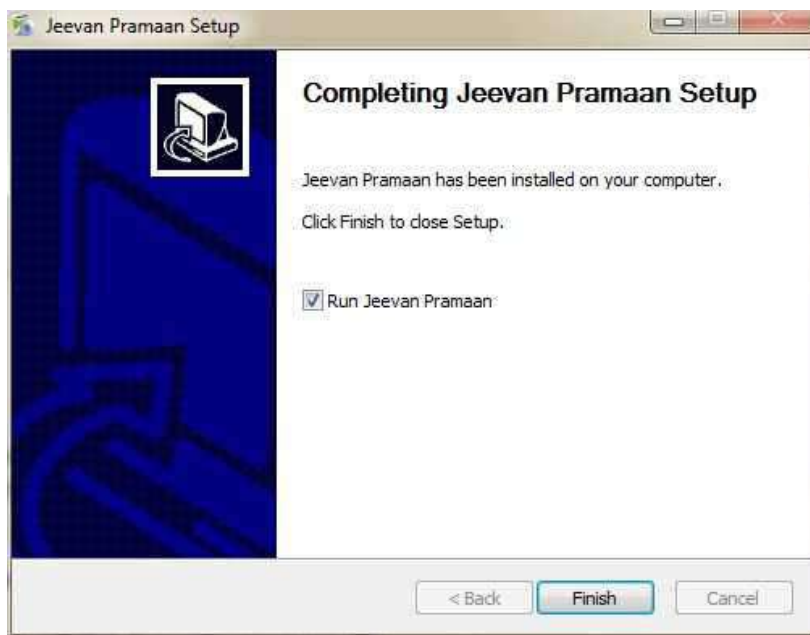 Jeevan Pramaan Setup
Completing Jeevan Pramaan Setup
Jeevan Pramaan has been installed on your computer.
Click Finish to close Setup.
Run Jeevan Pramaan
< Back Finish Cancel